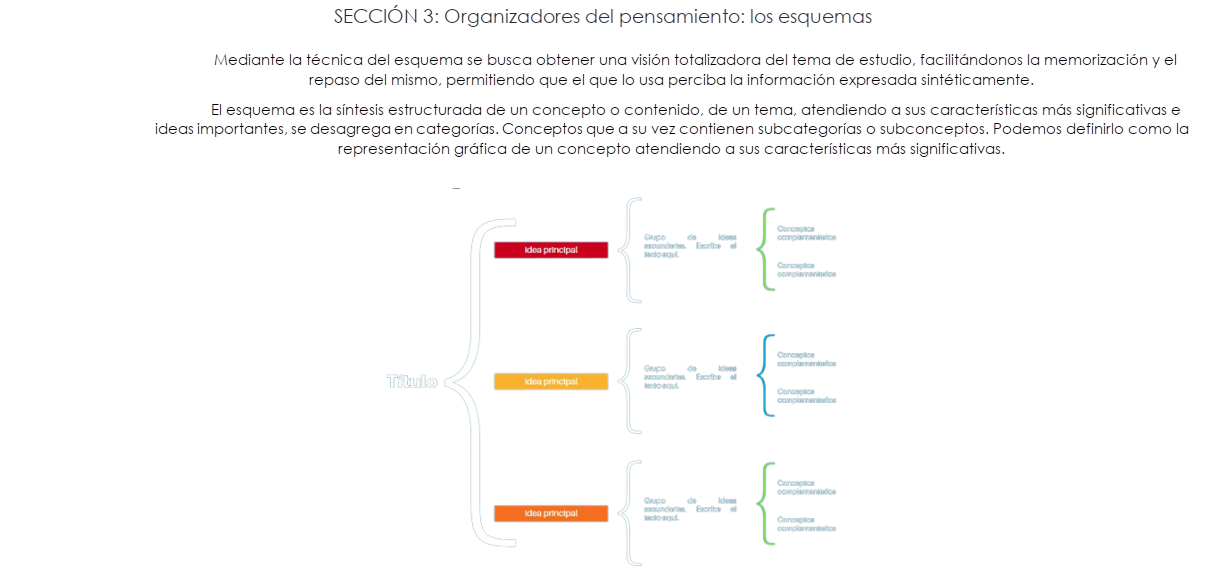 SECCIÓN 3: Organizadores del pensamiento: los esquemas
Mediante la técnica del esquema se busca obtener una visión totalizadora del tema de estudio, facilitándonos la memorización y el
repaso del mismo, permitiendo que el que lo usa perciba la información expresada sintéticamente.
El esquema es la síntesis estructurada de un concepto o contenido, de un tema, atendiendo a sus características más significativas e
ideas importantes, se desagrega en categorías. Conceptos que a su vez contienen subcategorías o subconceptos. Podemos definirlo como la
representación gráfica de un concepto atendiendo a sus características más significativas.
Título
Idea principal
Grupo de ideas
secundarias. Escribe el
texto aquí.
Conceptos
complementarios
Conceptos
complementarios
Idea principal
Grupo de ideas
secundarias. Escribe el
texto aquí.
Conceptos
complementarios
Conceptos
complementarios
Idea principal
Grupo de ideas
secundarias. Escribe el
texto aquí.
Conceptos
complementarios
Conceptos
complementarios